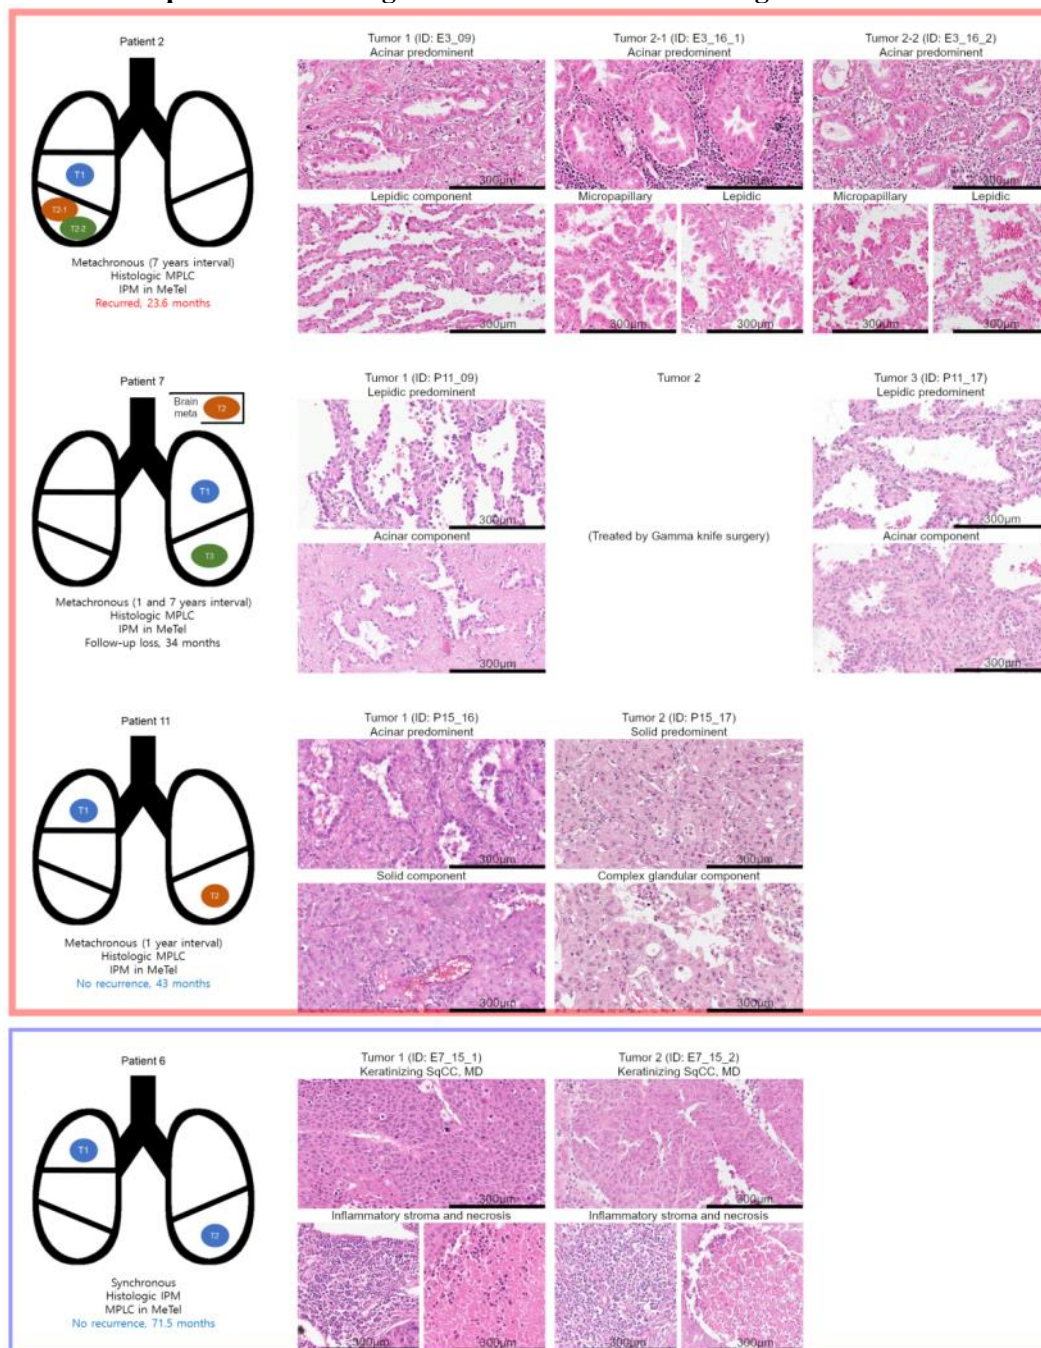 Patient 2
Tumor 1 (ID: E3_09)
Acinar predominant
Tumor 2-1 (ID: E3_16_1)
Acinar predominant
Tumor 2-2 (ID: E3_16_2)
Acinar predominant
T1
T2-1
T2-2
300μm
300μm
300μm
Lepidic component
Micropapillary
Lepidic
Micropapillary
Lepidic
300μm
300μm
300μm
300μm
300μm
Metachronous (7 years interval)
Histologic MPLC
IPM in MeTel
Recurred, 23.6 months
Patient 7
Brain
meta
T2
Tumor 1 (ID: P11_09)
Lepidic predominent
Tumor 2
Tumor 3 (ID: P11_17)
Lepidic predominent
T1
T3
300μm
300μm
Acinar component
(Treated by Gamma knife surgery)
Acinar component
300μm
300μm
Metachronous (1 and 7 years interval)
Histologic MPLC
IPM in MeTel
Follow-up loss, 34 months
Patient 11
Tumor 1 (ID: P15_16)
Acinar predominant
Tumor 2 (ID: P15_17)
Solid predominant
T1
T2
300μm
300μm
Solid component
Complex glandular component
300μm
300μm
Metachronous (1 year interval)
Histologic MPLC
IPM in MeTel
No recurrence, 43 months
Patient 6
Tumor 1 (ID: E7_15_1)
Keratinizing SqCC, MD
Tumor 2 (ID: E7_15_2)
Keratinizing SqCC, MD
T1
T2
300μm
300μm
Inflammatory stroma and necrosis
Inflammatory stroma and necrosis
300μm
300μm
300μm
300μm
Synchronous
Histologic IPM
MPLC in MeTel
No recurrence, 71.5 months